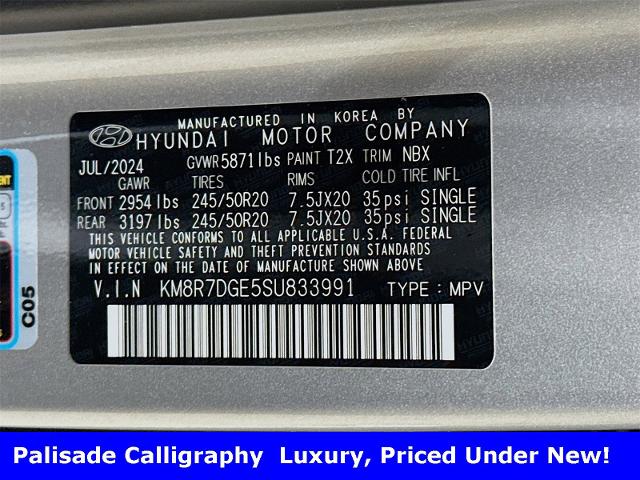 MANUFACTURED IN KOREA BY
HYUNDAI MOTOR COMPANY
JUL/2024 GVWR 5871lbs PAINT T2X TRIM NBX
GAWR TIRES RIMS COLD TIRE INFL
FRONT 2954lbs 245/50R20 7.5JX20 35psi SINGLE
REAR 3197lbs 245/50R20 7.5JX20 35psi SINGLE
THIS VEHICLE CONFORMS TO ALL APPLICABLE U.S.A. FEDERAL
MOTOR VEHICLE SAFETY AND THEFT PREVENTION STANDARDS
IN EFFECT ON THE DATE OF MANUFACTURE SHOWN ABOVE
V.I.N KM8R7DGE5SU833991 TYPE : MPV
C05
Palisade Calligraphy Luxury, Priced Under New!